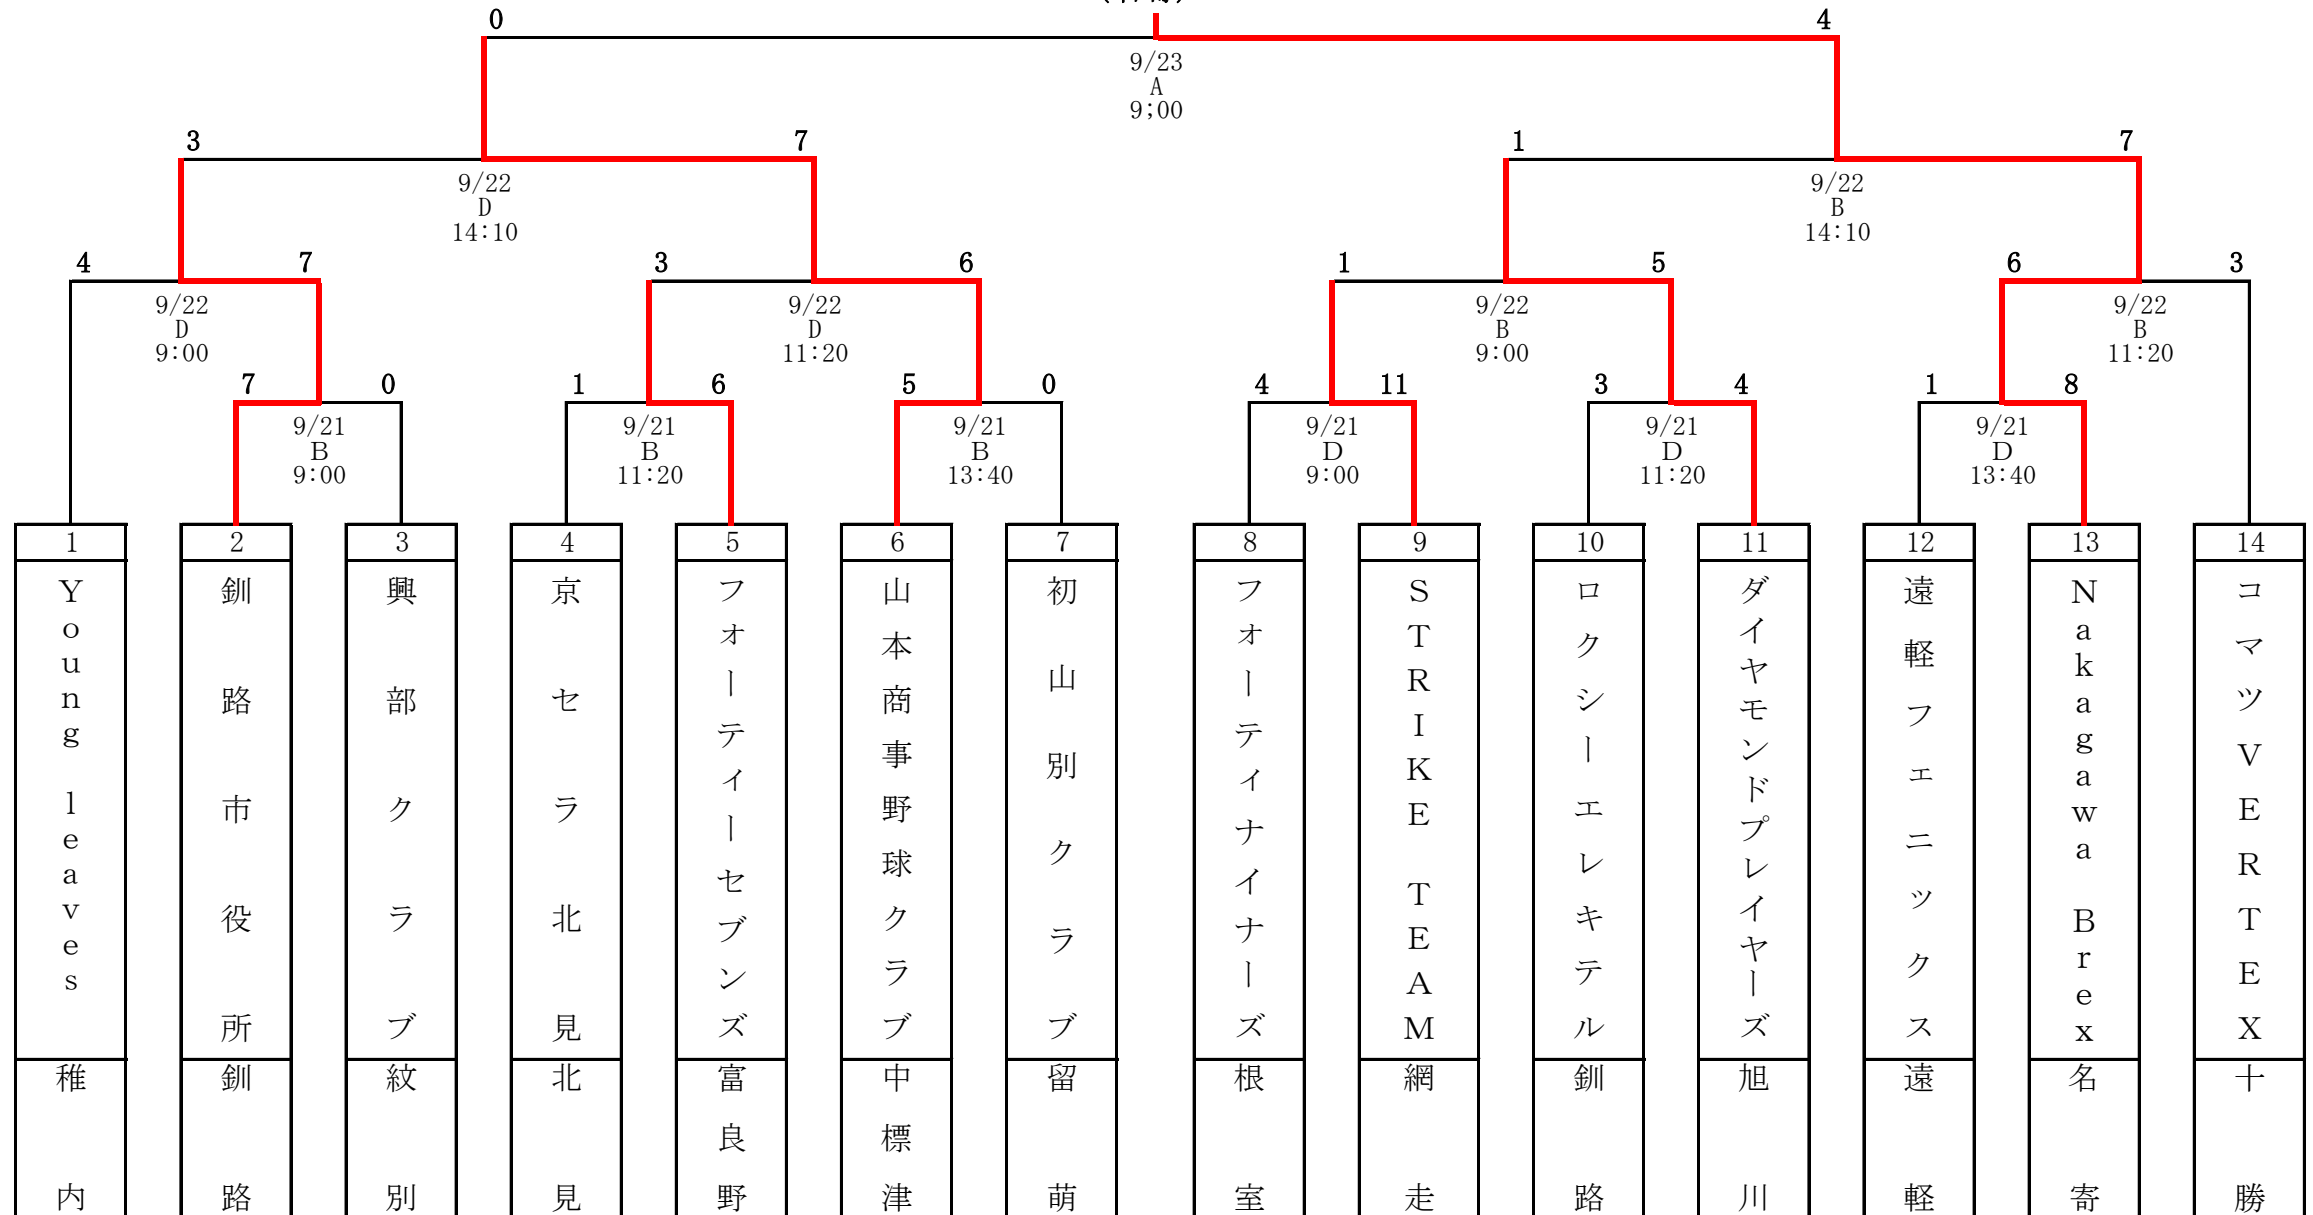 0 4
9/23
A
9;00
3 7 1 7
9/22 9/22
D B
14:10 14:10
4 7 3 6 1 5 6 3
9/22 9/22 9/22 9/22
D D B B
9:00 11:20 9:00 11:20
7 0 1 6 5 0 4 11 3 4 1 8
9/21 9/21 9/21 9/21 9/21 9/21
B B B D D D
9:00 11:20 13:40 9:00 11:20 13:40
1 2 3 4 5 6 7 8 9 10 11 12 13 14
Young leaves
釧路市役所
興部クラブ
京セラ北見
フォーティーセブンズ
山本商事野球クラブ
初山別クラブ
フォーティナイナーズ
STRIKE TEAM
ロクシーエレキテル
ダイヤモンドプレイヤーズ
遠軽フェニックス
Nakagawa Brex
コマツVERTEX
稚内
釧路
紋別
北見
富良野
中標津
留萌
根室
網走
釧路
旭川
遠軽
名寄
十勝